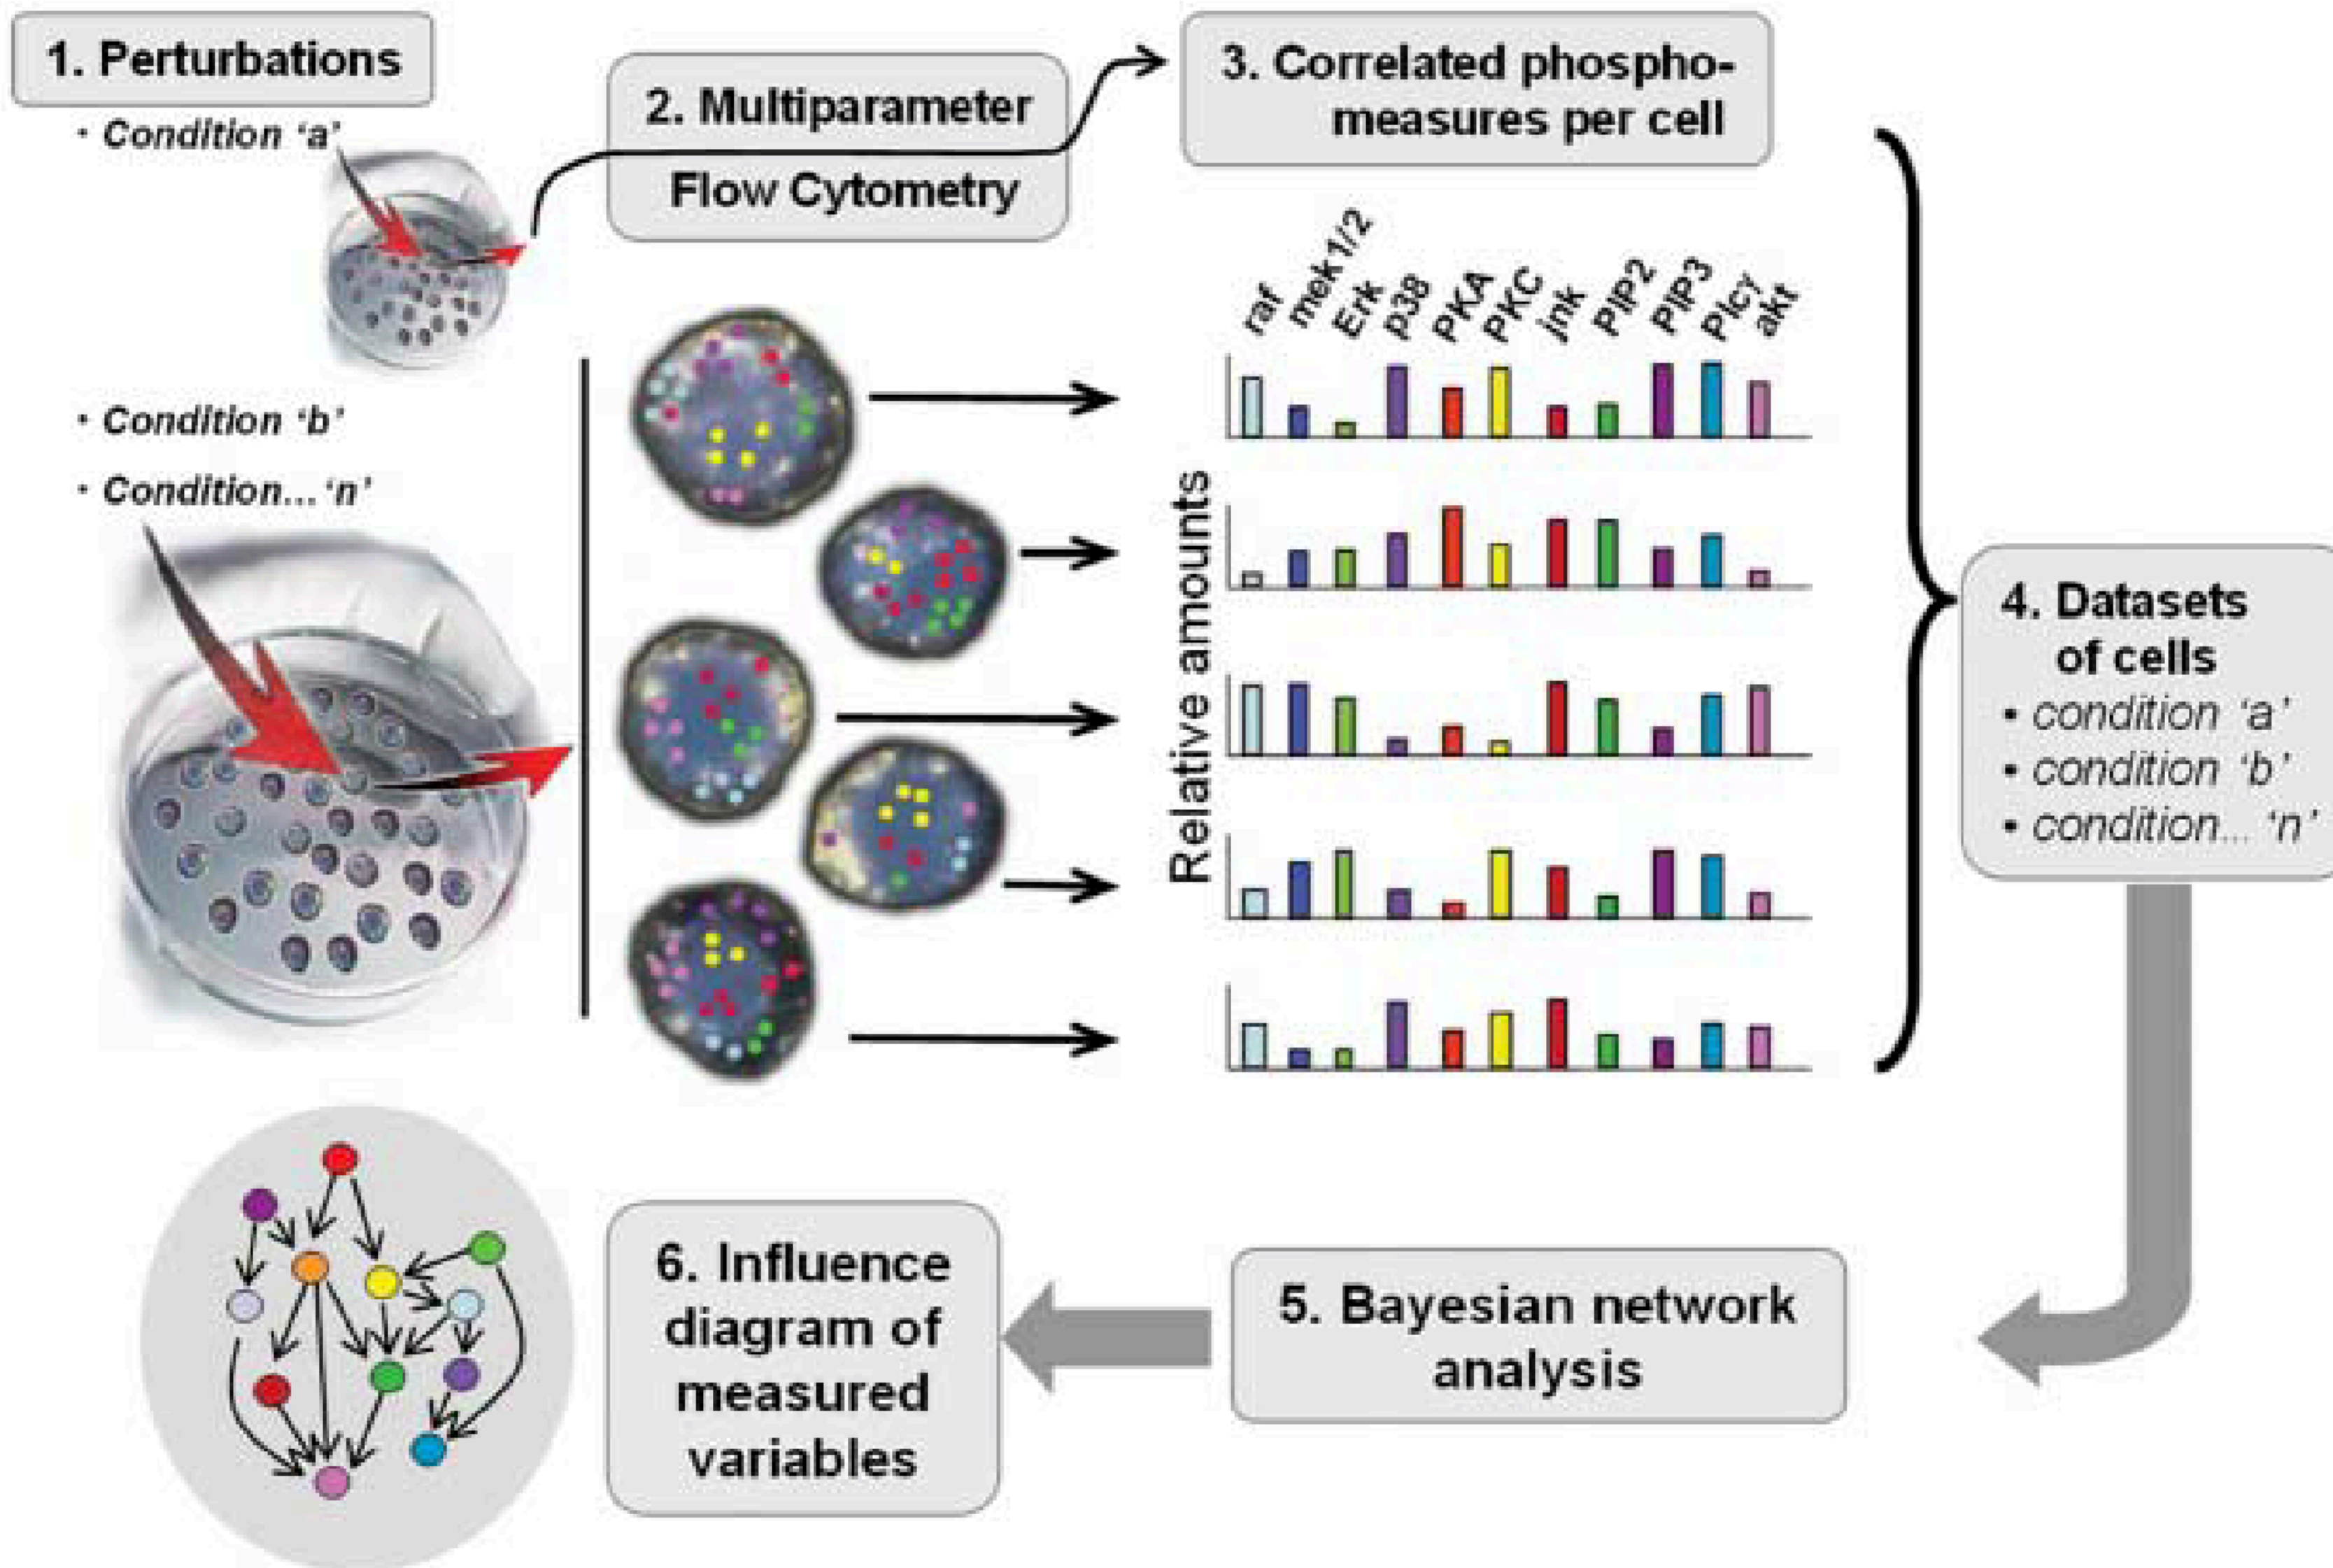 1. Perturbations
· Condition ‘a’
· Condition ‘b’
· Condition... ‘n’
2. Multiparameter
Flow Cytometry
3. Correlated phospho-
measures per cell
raf
mek1/2
Erk
p38
PKA
PKC
jnk
PIP2
PIP3
Plcγ
akt
Relative amounts
4. Datasets
of cells
• condition ‘a’
• condition ‘b’
• condition... ‘n’
5. Bayesian network
analysis
6. Influence
diagram of
measured
variables